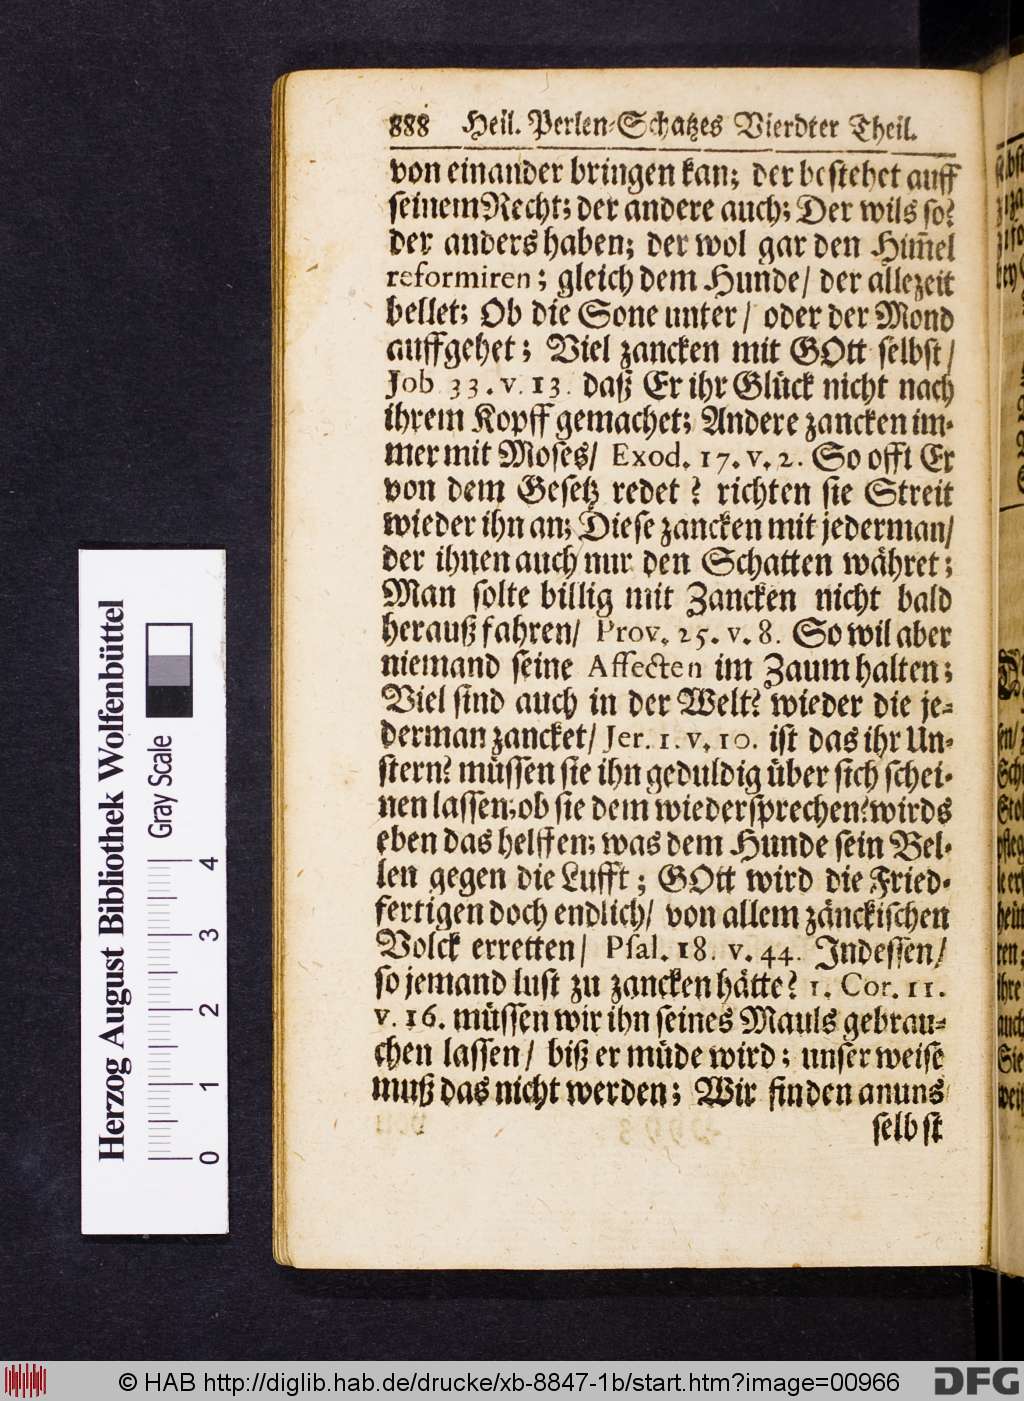 888 Heil. Perlen-Schatzes Vierdter Theil.
von einander bringen kan; der bestehet auff
seinem Recht; der andere auch; Der wils so?
der anders haben; der wol gar den Him̃el
reformiren; gleich dem Hunde/ der allezeit
bellet; Ob die Sone unter/ oder der Mond
auffgehet; Viel zancken mit GOtt selbst/
Job 33. v. 13. daß Er ihr Glück nicht nach
ihrem Kopff gemachet; Andere zancken im-
mer mit Moses/ Exod. 17. v. 2. So offt Er
von dem Gesetz redet? richten sie Streit
wieder ihn an; Diese zancken mit jederman/
der ihnen auch nur den Schatten währet;
Man solte billig mit Zancken nicht bald
herauß fahren/ Prov. 25. v. 8. So wil aber
niemand seine Affecten im Zaum halten;
Viel sind auch in der Welt? wieder die je-
derman zancket/ Jer. 1. v. 10. ist das ihr Un-
stern? müssen sie ihn geduldig über sich schei-
nen lassen; ob sie dem wiedersprechen? wirds
eben das helffen; was dem Hunde sein Bel-
len gegen die Lufft; GOtt wird die Fried-
fertigen doch endlich/ von allem zänckischen
Volck erretten/ Psal. 18. v. 44. Indessen/
so jemand lust zu zancken hätte? 1. Cor. 11.
v. 16. müssen wir ihn seines Mauls gebrau-
chen lassen/ biß er müde wird; unser weise
muß das nicht werden; Wir finden an uns
selbst
Herzog August Bibliothek Wolfenbüttel
Gray Scale
0 1 2 3 4
© HAB http://diglib.hab.de/drucke/xb-8847-1b/start.htm?image=00966
DFG